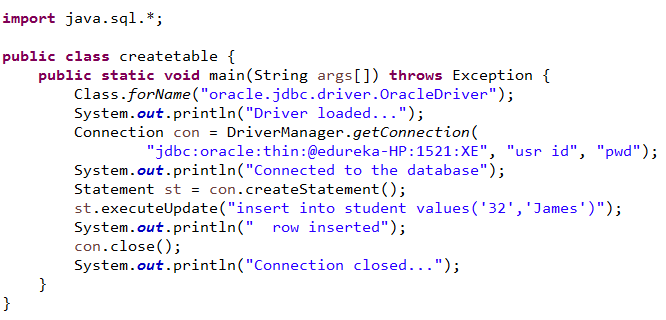 import java.sql.*;
public class createtable {
public static void main(String args[]) throws Exception {
Class.forName("oracle.jdbc.driver.OracleDriver");
System.out.println("Driver loaded...");
Connection con = DriverManager.getConnection(
"jdbc:oracle:thin:@edureka-HP:1521:XE", "usr id", "pwd");
System.out.println("Connected to the database");
Statement st = con.createStatement();
st.executeUpdate("insert into student values('32','James')");
System.out.println("  row inserted");
con.close();
System.out.println("Connection closed...");
}
}